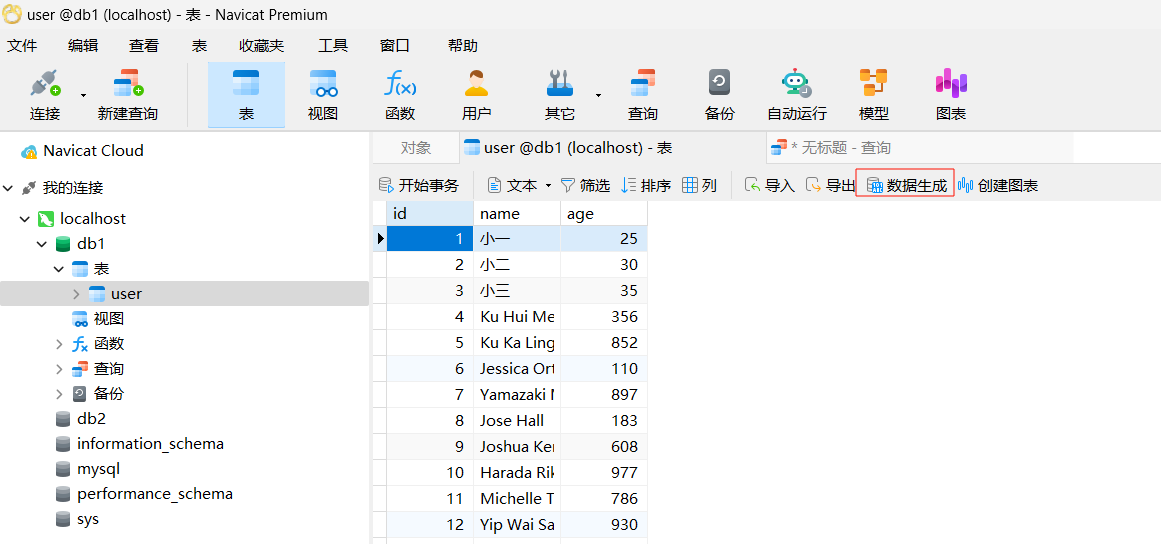 user @db1 (localhost) - 表 - Navicat Premium
文件 编辑 查看 表 收藏夹 工具 窗口 帮助
连接 新建查询 表 视图 函数 用户 其它 查询 备份 自动运行 模型 图表
Navicat Cloud
我的连接
localhost
db1
表
user
视图
函数
查询
备份
db2
information_schema
mysql
performance_schema
sys
对象 user @db1 (localhost) - 表 * 无标题 - 查询
开始事务 文本 筛选 排序 列 导入 导出 数据生成 创建图表
id name age
1 小一 25
2 小二 30
3 小三 35
4 Ku Hui Me 356
5 Ku Ka Ling 852
6 Jessica Ort 110
7 Yamazaki 897
8 Jose Hall 183
9 Joshua Ke 608
10 Harada Rik 977
11 Michelle T 786
12 Yip Wai Sa 930